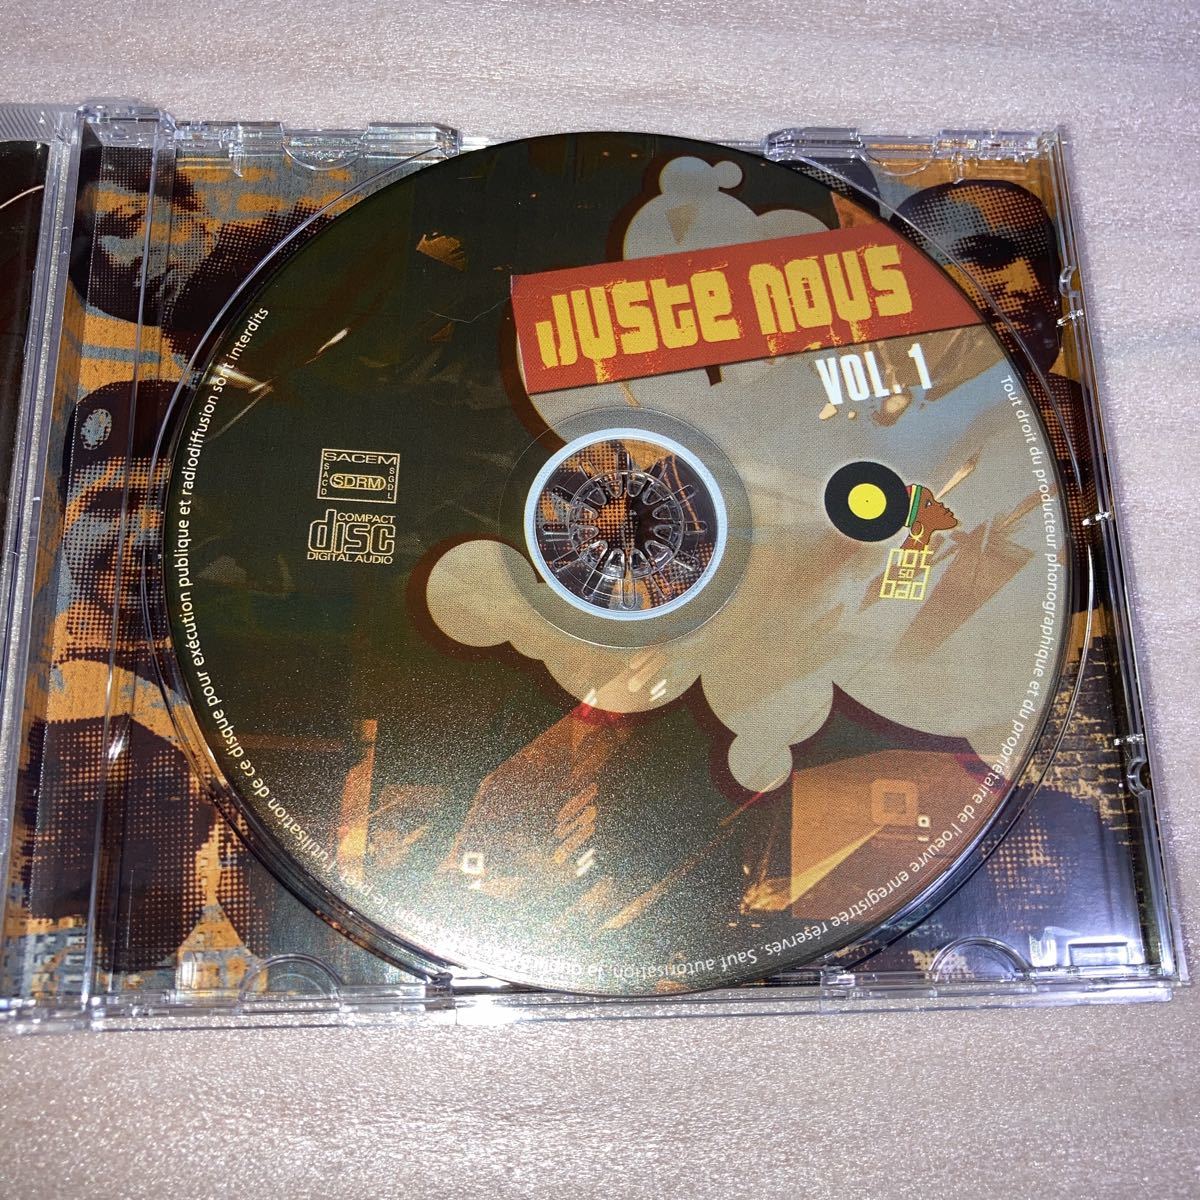 Juste nous
VOL. 1
SACEM
SACD
SDRM
SGDL
COMPACT
disc
DIGITAL AUDIO
not
so
bad
Tout droit du producteur phonographique et du propriétaire de l'oeuvre enregistrée réservés. Sauf autorisation, la
l'utilisation de ce disque pour exécution publique et radiodiffusion sont interdits